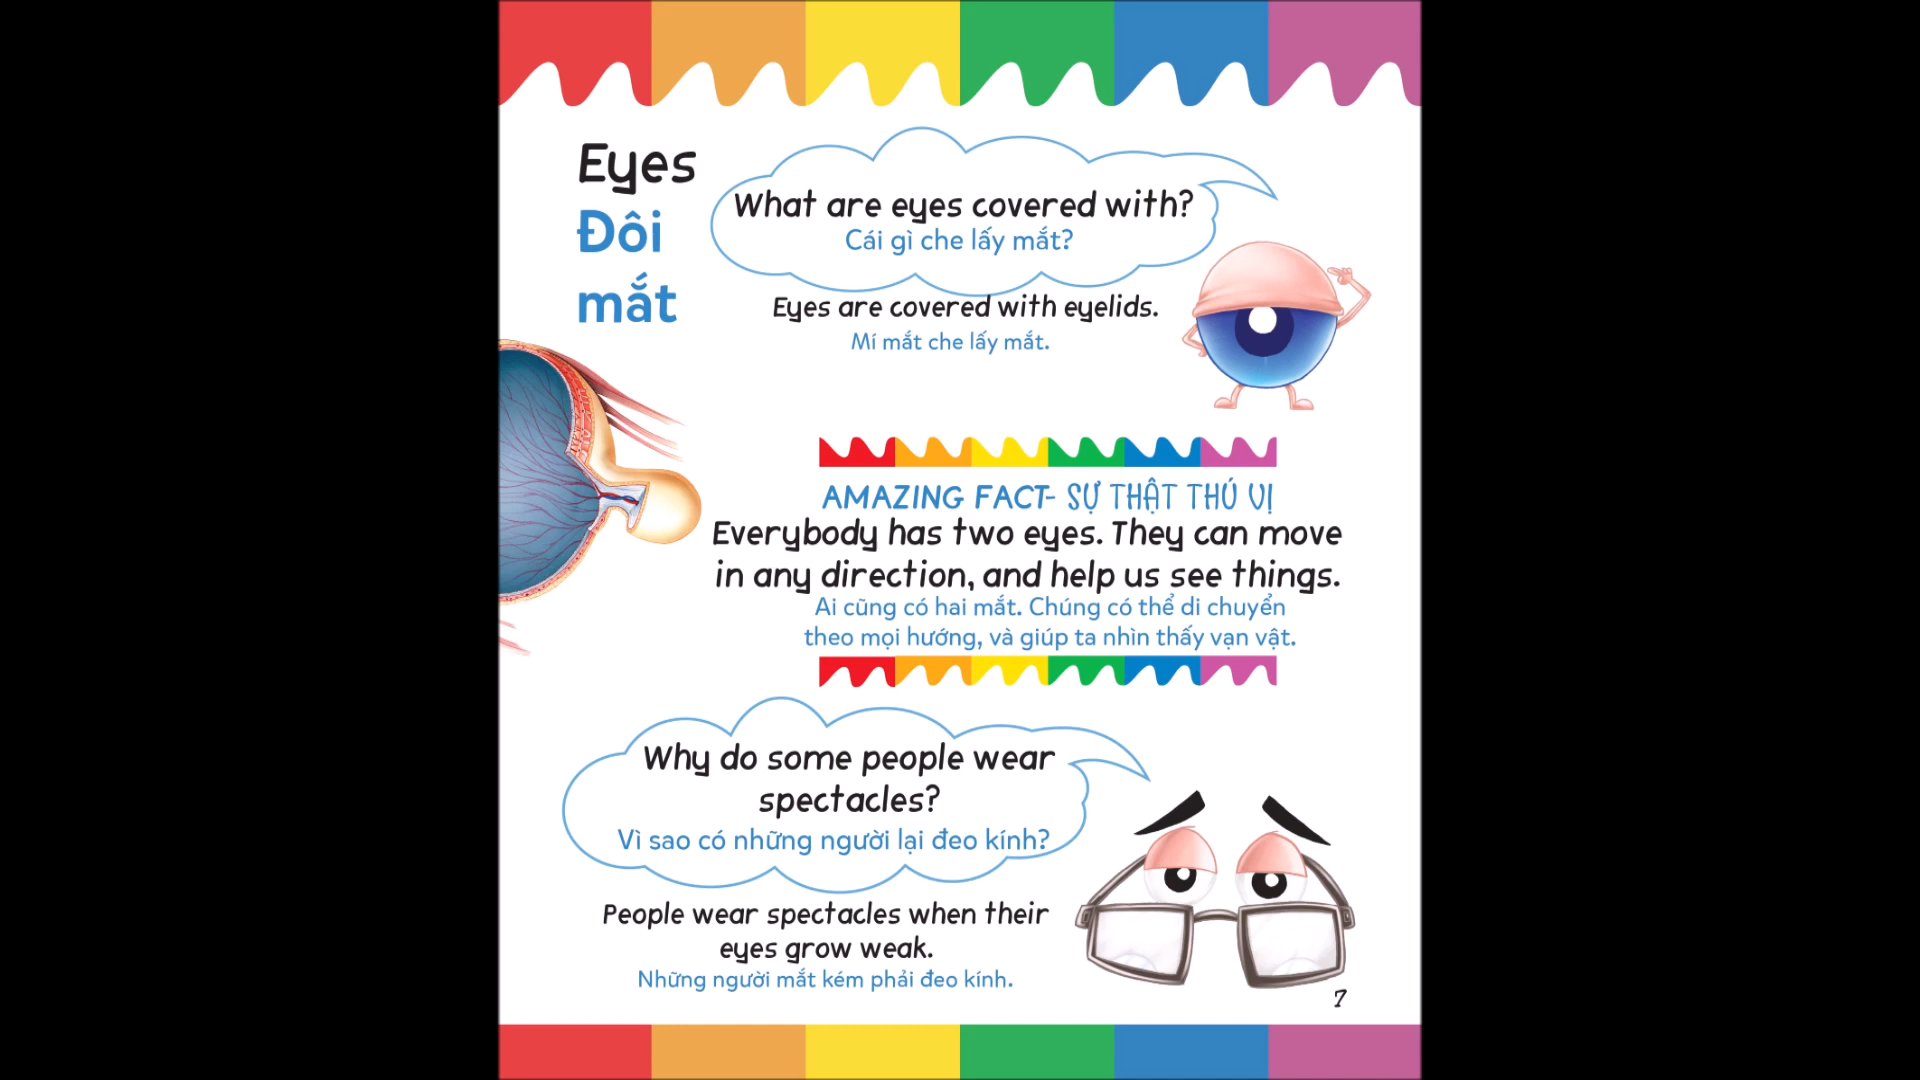 Eyes
Đôi
mắt
What are eyes covered with?
Cái gì che lấy mắt?
Eyes are covered with eyelids.
Mí mắt che lấy mắt.
AMAZING FACT- SỰ THẬT THÚ VỊ
Everybody has two eyes. They can move
in any direction, and help us see things.
Ai cũng có hai mắt. Chúng có thể di chuyển
theo mọi hướng, và giúp ta nhìn thấy vạn vật.
Why do some people wear
spectacles?
Vì sao có những người lại đeo kính?
People wear spectacles when their
eyes grow weak.
Những người mắt kém phải đeo kính.
7